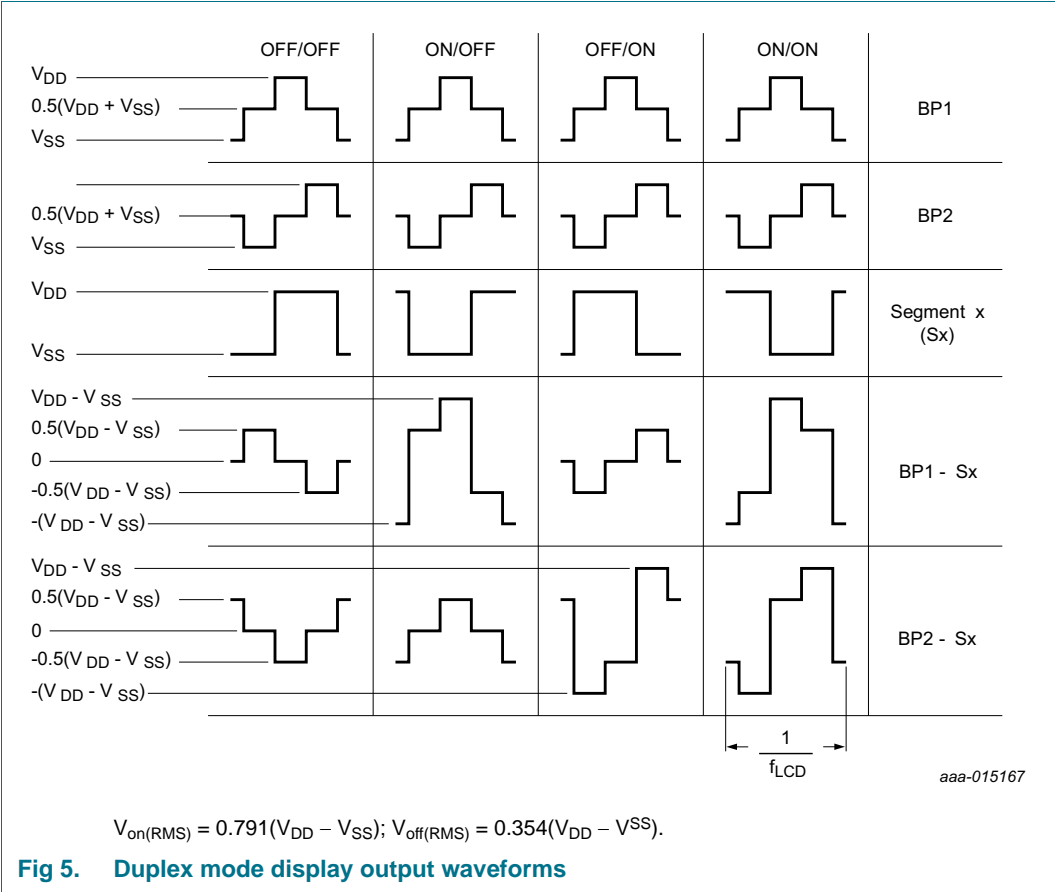 OFF/OFF ON/OFF OFF/ON ON/ON
VDD
0.5(VDD + VSS)
VSS
BP1
0.5(VDD + VSS)
VSS
BP2
VDD
VSS
Segment x
(Sx)
VDD - V SS
0.5(VDD - V SS)
0
-0.5(V DD - V SS)
-(V DD - V SS)
BP1 - Sx
VDD - V SS
0.5(VDD - V SS)
0
-0.5(V DD - V SS)
-(V DD - V SS)
BP2 - Sx
1
fLCD
aaa-015167
Von(RMS) = 0.791(VDD − VSS); Voff(RMS) = 0.354(VDD − VSS).
Fig 5. Duplex mode display output waveforms